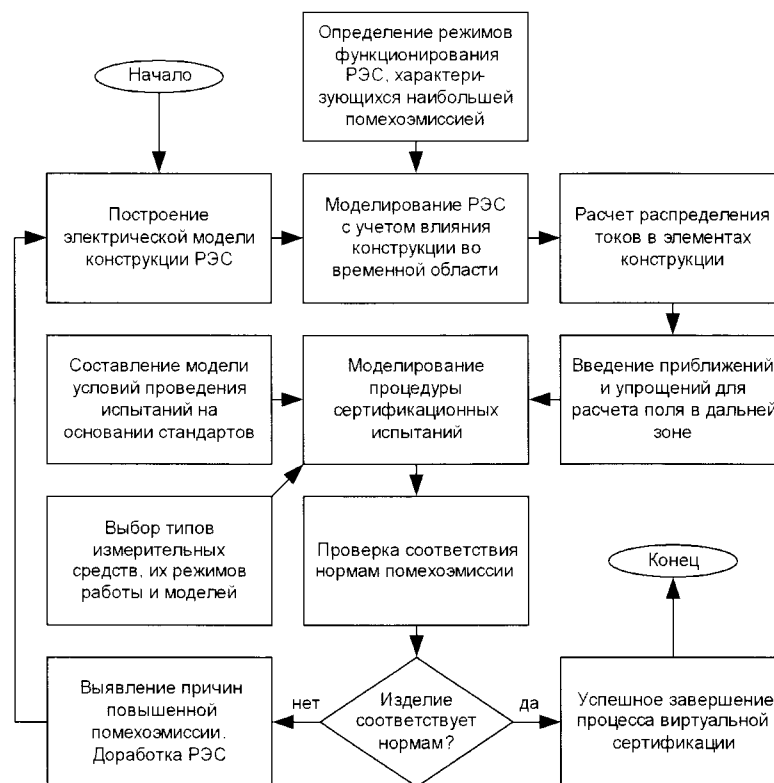 Начало
Определение режимов
функционирования
РЭС, характери-
зующихся наибольшей
помехоэмиссией
Построение
электрической модели
конструкции РЭС
Моделирование РЭС
с учетом влияния
конструкции во
временной области
Расчет распределения
токов в элементах
конструкции
Составление модели
условий проведения
испытаний на
основании стандартов
Моделирование
процедуры
сертификационных
испытаний
Введение приближений
и упрощений для
расчета поля в дальней
зоне
Выбор типов
измерительных
средств, их режимов
работы и моделей
Проверка соответствия
нормам помехоэмиссии
Конец
Выявление причин
повышенной
помехоэмиссии.
Доработка РЭС
нет
Изделие
соответствует
нормам?
да
Успешное завершение
процесса виртуальной
сертификации